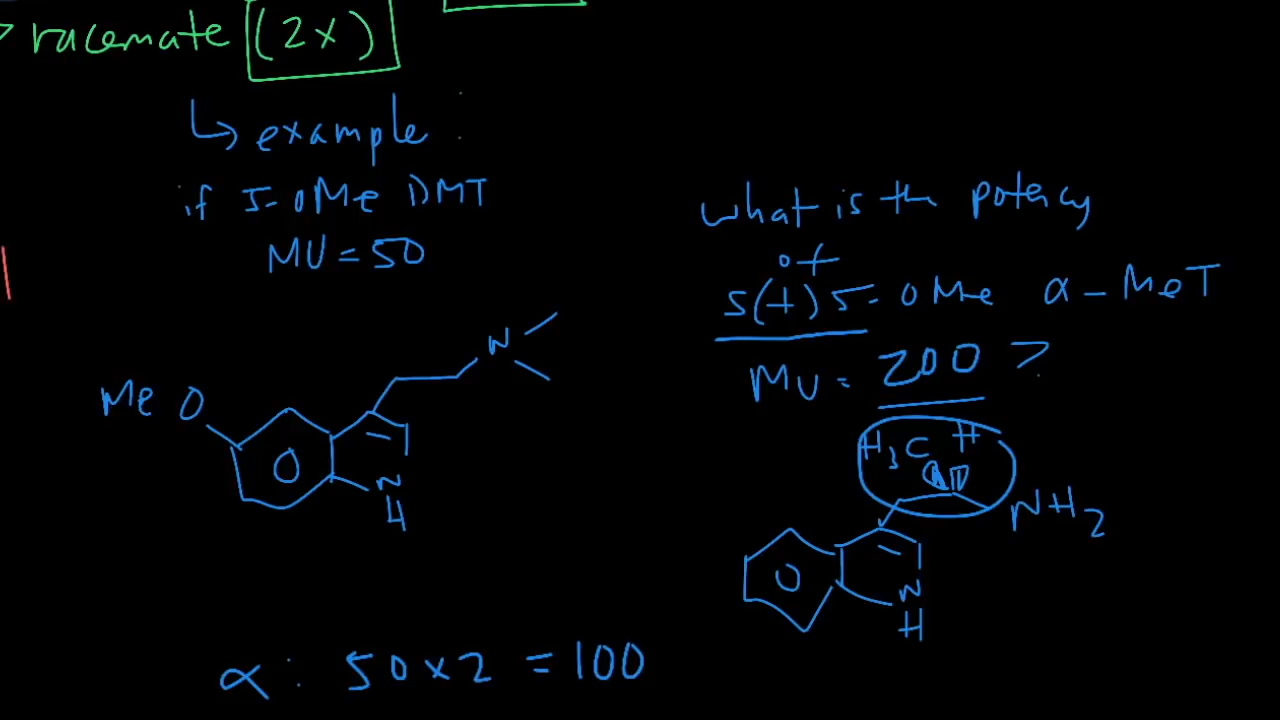 racemate (2x)
↳ example :
if 5-OMe DMT
MU = 50
MeO
N
N
H
α: 50 x 2 = 100
what is the potency
of
S(+) 5-OMe α-MeT
MU = 200 ?
H3C H
NH2
N
H